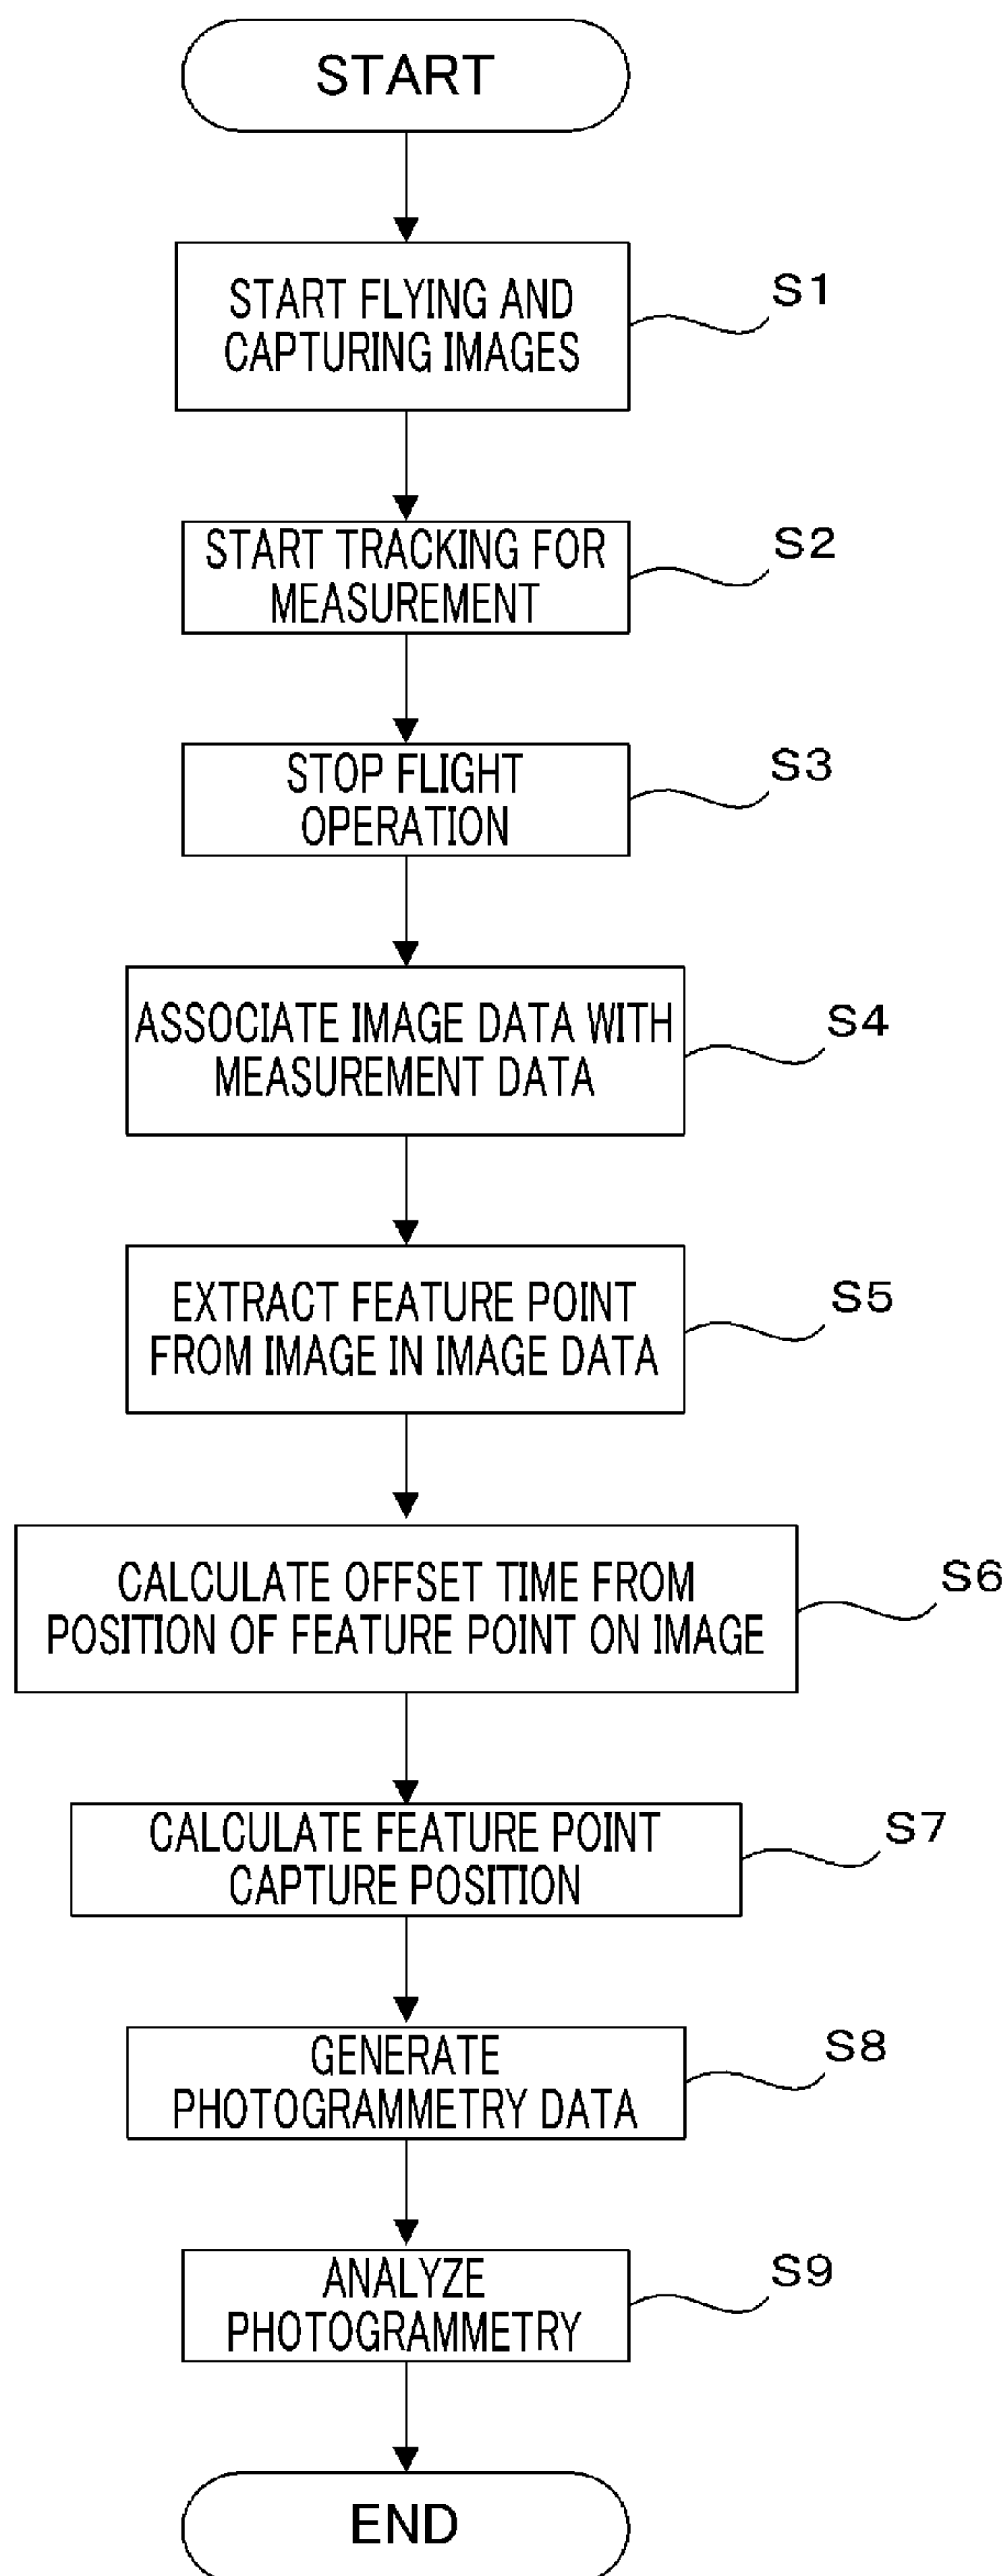 START
START FLYING AND
CAPTURING IMAGES
S1
START TRACKING FOR
MEASUREMENT
S2
STOP FLIGHT
OPERATION
S3
ASSOCIATE IMAGE DATA WITH
MEASUREMENT DATA
S4
EXTRACT FEATURE POINT
FROM IMAGE IN IMAGE DATA
S5
CALCULATE OFFSET TIME FROM
POSITION OF FEATURE POINT ON IMAGE
S6
CALCULATE FEATURE POINT
CAPTURE POSITION
S7
GENERATE
PHOTOGRAMMETRY DATA
S8
ANALYZE
PHOTOGRAMMETRY
S9
END